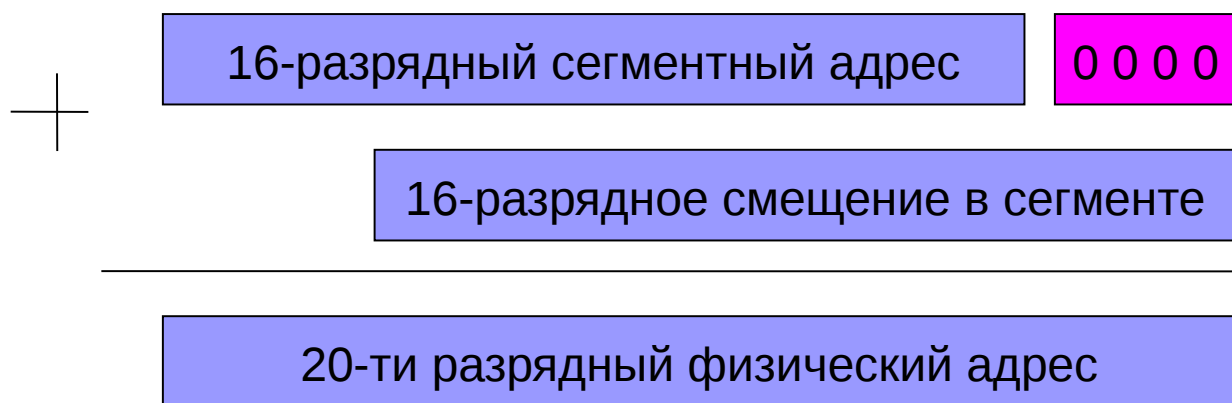 16-разрядный сегментный адрес 0 0 0 0
16-разрядное смещение в сегменте
20-ти разрядный физический адрес